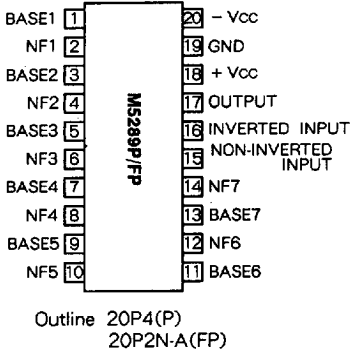 BASE1 1 20 - VCC
NF1 2 19 GND
BASE2 3 18 + VCC
NF2 4 17 OUTPUT
BASE3 5 16 INVERTED INPUT
NF3 6 15 NON-INVERTED INPUT
BASE4 7 14 NF7
NF4 8 13 BASE7
BASE5 9 12 NF6
NF5 10 11 BASE6
M5289P/FP
Outline 20P4(P)
20P2N-A(FP)